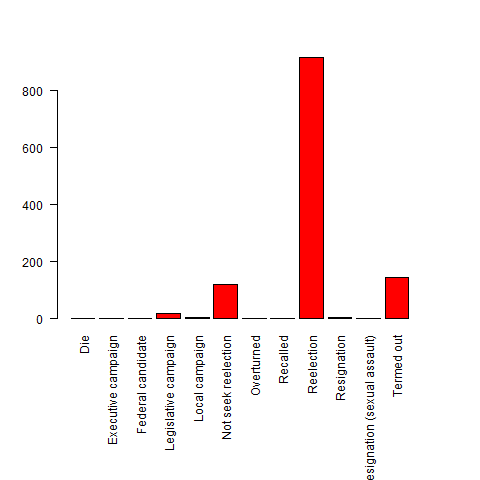 800
600
400
200
0
Die
Executive campaign
Federal candidate
Legislative campaign
Local campaign
Not seek reelection
Overturned
Recalled
Reelection
Resignation
esignation (sexual assault)
Termed out